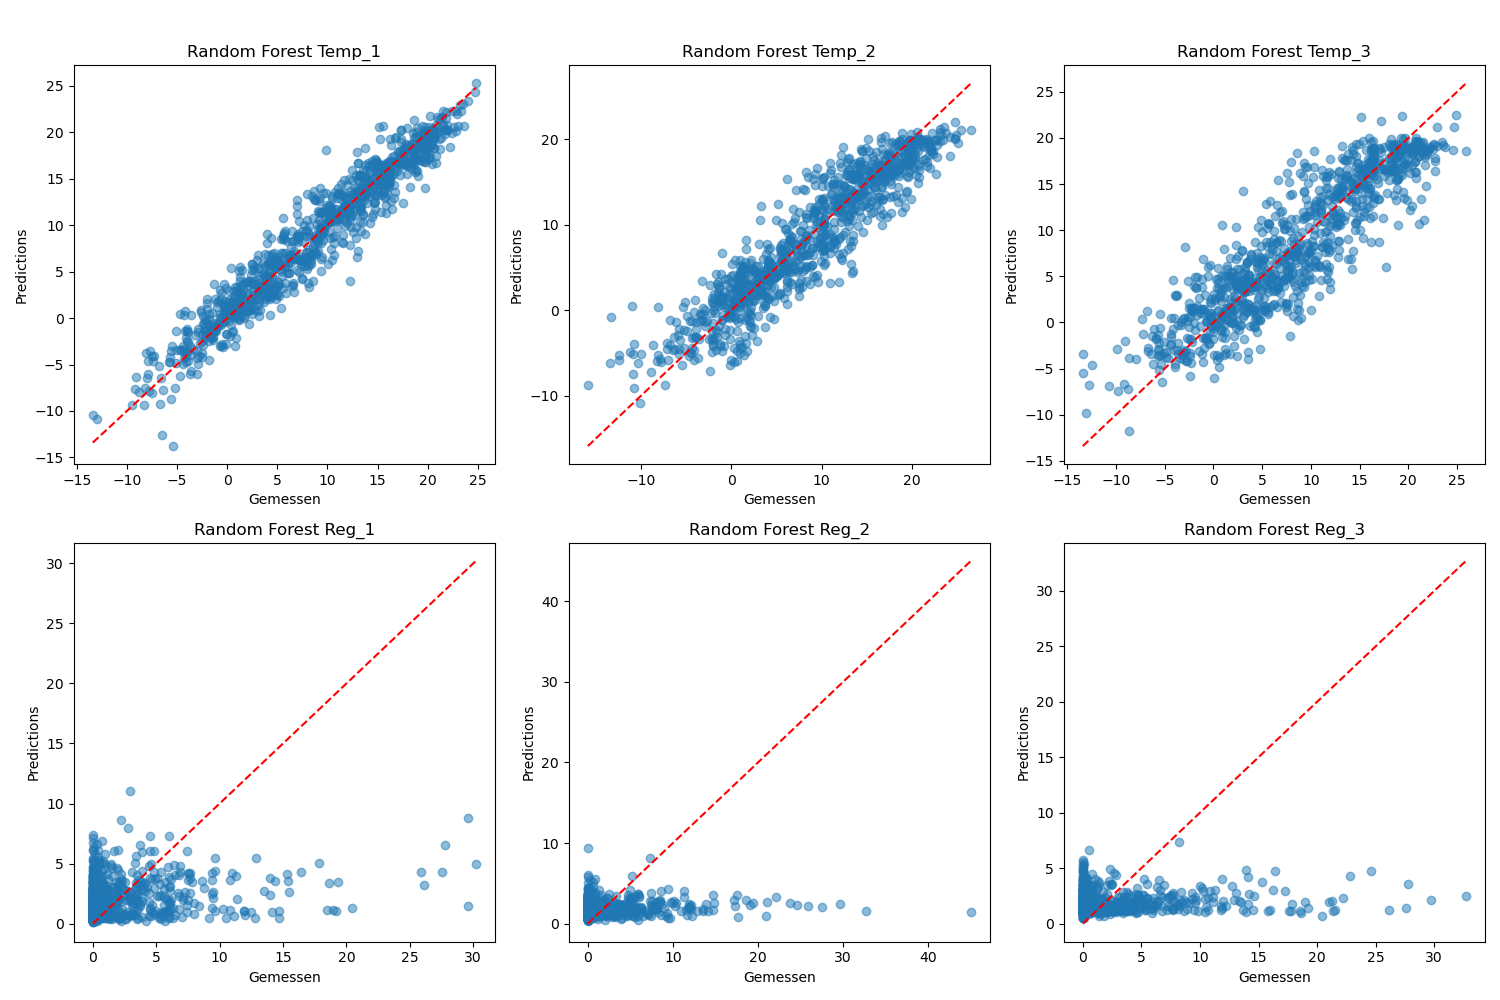 Random Forest Temp_1
Predictions
25
20
15
10
5
0
−5
−10
−15
−15 −10 −5 0 5 10 15 20 25
Gemessen
Random Forest Temp_2
Predictions
20
10
0
−10
−10 0 10 20
Gemessen
Random Forest Temp_3
Predictions
25
20
15
10
5
0
−5
−10
−15
−15 −10 −5 0 5 10 15 20 25
Gemessen
Random Forest Reg_1
Predictions
30
25
20
15
10
5
0
0 5 10 15 20 25 30
Gemessen
Random Forest Reg_2
Predictions
40
30
20
10
0
0 10 20 30 40
Gemessen
Random Forest Reg_3
Predictions
30
25
20
15
10
5
0
0 5 10 15 20 25 30
Gemessen